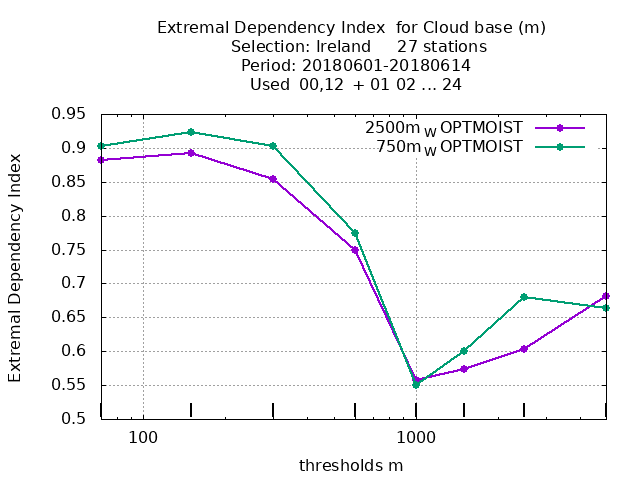 Extremal Dependency Index  for Cloud base (m)
Selection: Ireland     27 stations
Period: 20180601-20180614
Used  00,12  + 01 02 ... 24
Extremal Dependency Index
0.95
0.9
0.85
0.8
0.75
0.7
0.65
0.6
0.55
0.5
2500m W OPTMOIST
750m W OPTMOIST
100
1000
thresholds m